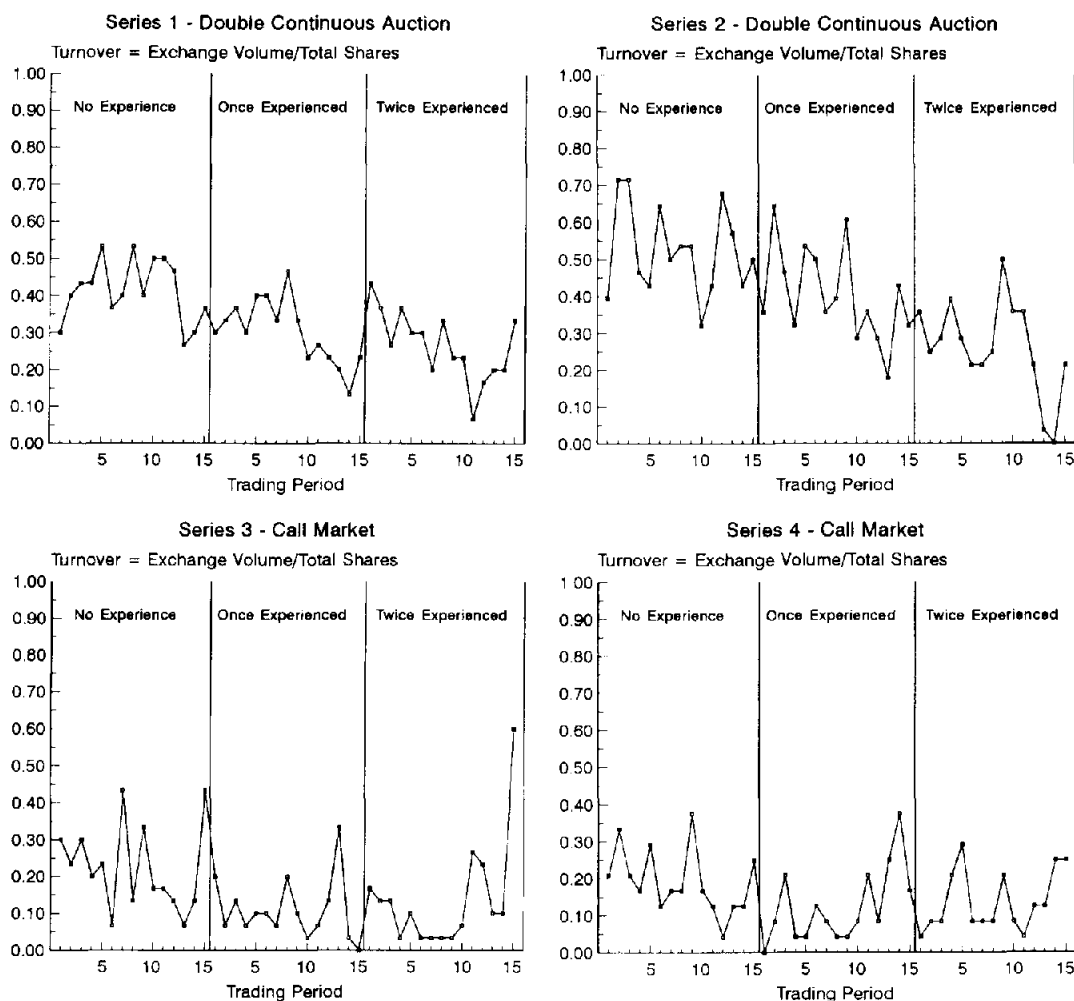 Series 1 - Double Continuous Auction
Turnover = Exchange Volume/Total Shares
1.00
0.90
0.80
0.70
0.60
0.50
0.40
0.30
0.20
0.10
0.00
No Experience
Once Experienced
Twice Experienced
5 10 15 5 10 15 5 10 15
Trading Period
Series 2 - Double Continuous Auction
Turnover = Exchange Volume/Total Shares
1.00
0.90
0.80
0.70
0.60
0.50
0.40
0.30
0.20
0.10
0.00
No Experience
Once Experienced
Twice Experienced
5 10 15 5 10 15 5 10 15
Trading Period
Series 3 - Call Market
Turnover = Exchange Volume/Total Shares
1.00
0.90
0.80
0.70
0.60
0.50
0.40
0.30
0.20
0.10
0.00
No Experience
Once Experienced
Twice Experienced
5 10 15 5 10 15 5 10 15
Trading Period
Series 4 - Call Market
Turnover = Exchange Volume/Total Shares
1.00
0.90
0.80
0.70
0.60
0.50
0.40
0.30
0.20
0.10
0.00
No Experience
Once Experienced
Twice Experienced
5 10 15 5 10 15 5 10 15
Trading Period